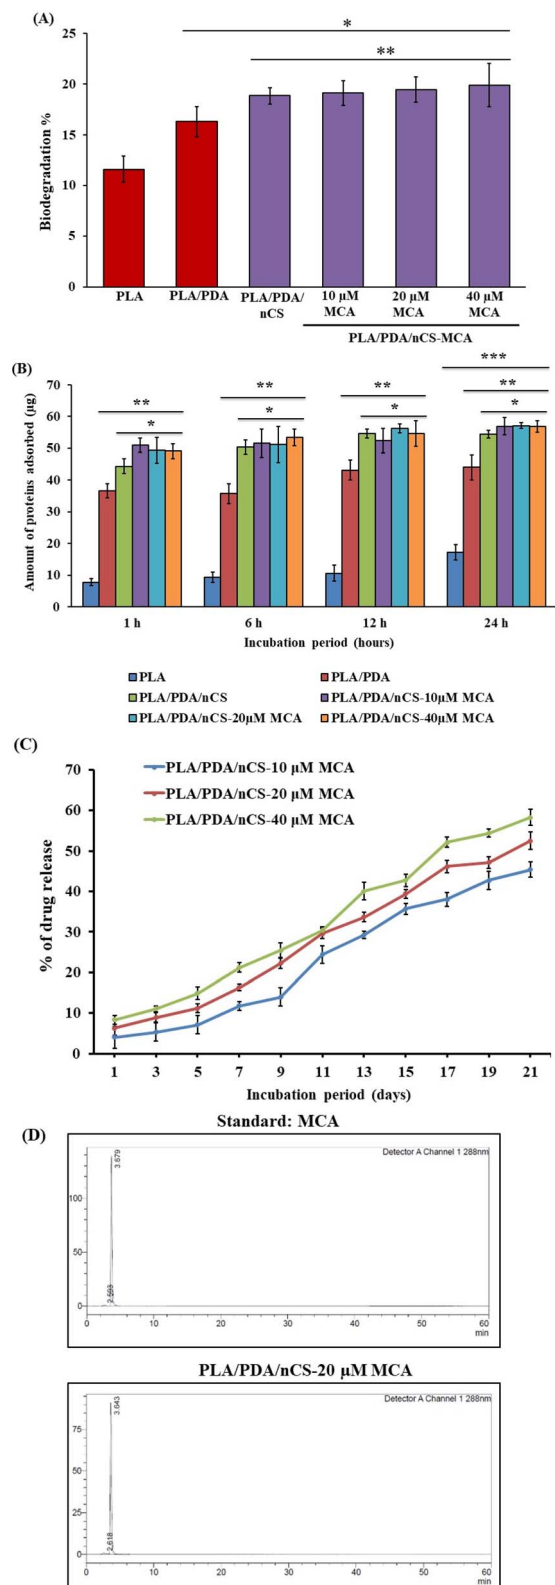 (A)
*
**
25
20
15
10
5
0
Biodegradation %
PLA
PLA/PDA
PLA/PDA/
nCS
10 µM
MCA
20 µM
MCA
40 µM
MCA
PLA/PDA/nCS-MCA
(B)
***
**
**
**
**
*
*
*
*
70
60
50
40
30
20
10
0
Amount of proteins adsorbed (µg)
1 h
6 h
12 h
24 h
Incubation period (hours)
PLA
PLA/PDA
PLA/PDA/nCS
PLA/PDA/nCS-10µM MCA
PLA/PDA/nCS-20µM MCA
PLA/PDA/nCS-40µM MCA
(C)
PLA/PDA/nCS-10 µM MCA
PLA/PDA/nCS-20 µM MCA
PLA/PDA/nCS-40 µM MCA
70
60
50
40
30
20
10
0
% of drug release
1 3 5 7 9 11 13 15 17 19 21
Incubation period (days)
Standard: MCA
(D)
Detector A Channel 1 288nm
3.679
2.593
100
50
0
0 10 20 30 40 50 60
min
PLA/PDA/nCS-20 µM MCA
Detector A Channel 1 288nm
3.643
2.618
75
50
25
0
0 10 20 30 40 50 60
min